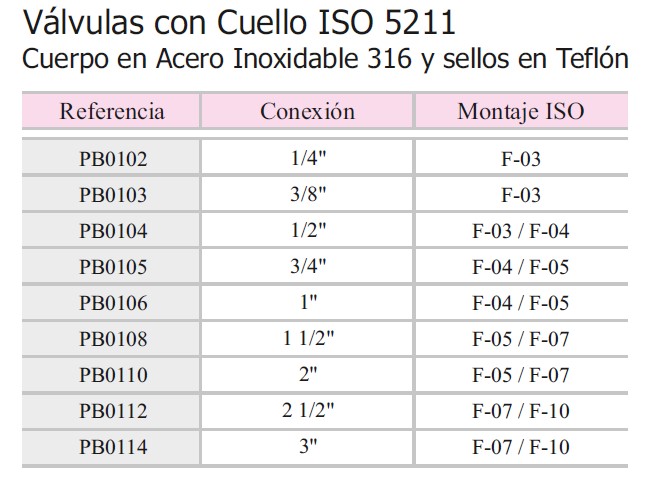 Válvulas con Cuello ISO 5211
Cuerpo en Acero Inoxidable 316 y sellos en Teflón
Referencia Conexión Montaje ISO
PB0102 1/4" F-03
PB0103 3/8" F-03
PB0104 1/2" F-03 / F-04
PB0105 3/4" F-04 / F-05
PB0106 1" F-04 / F-05
PB0108 1 1/2" F-05 / F-07
PB0110 2" F-05 / F-07
PB0112 2 1/2" F-07 / F-10
PB0114 3" F-07 / F-10